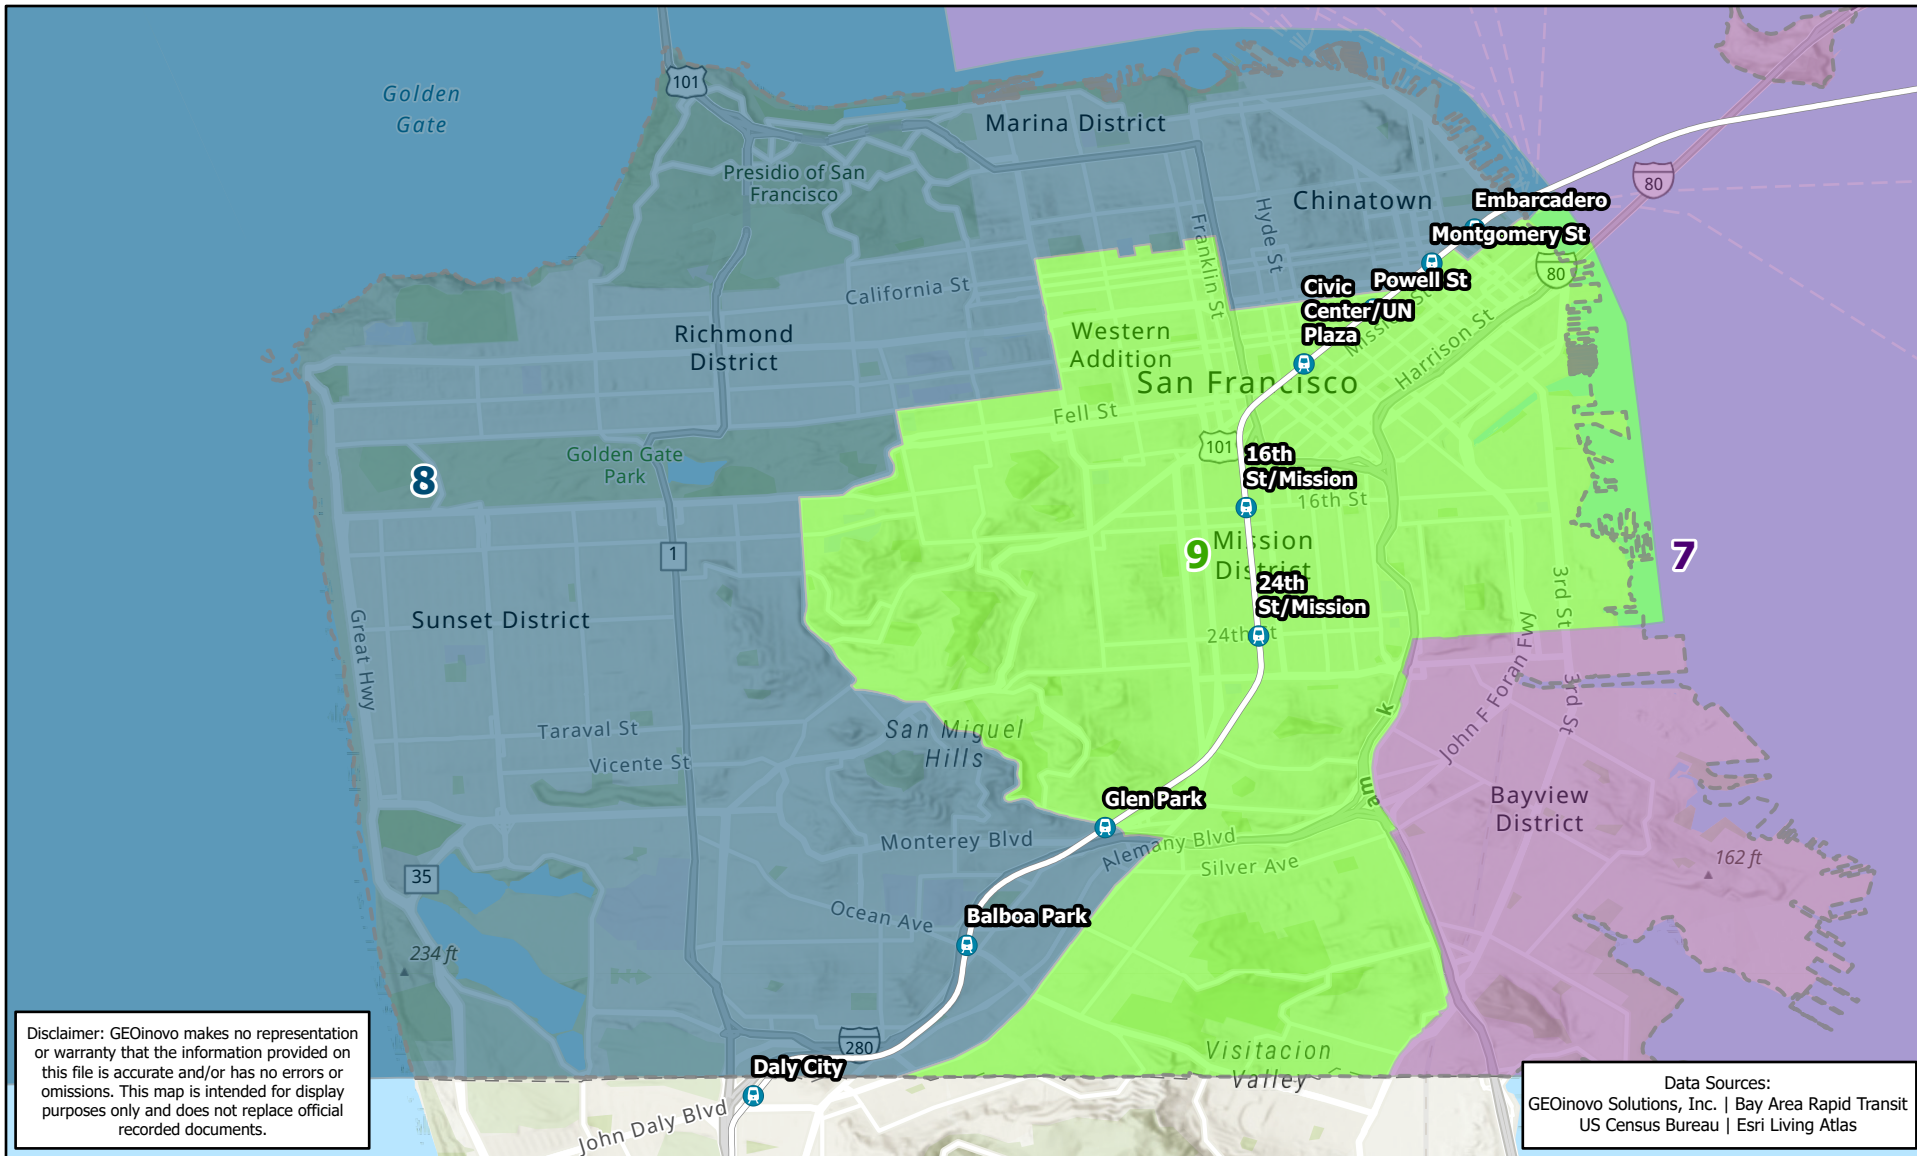 Golden
Gate
101
Marina District
Presidio of San
Francisco
Chinatown
Embarcadero
80
Montgomery St
Hyde St
Franklin St
80
California St
Civic
Center/UN
Plaza
Powell St
Mission St
Harrison St
Richmond
District
Western
Addition
San Francisco
Fell St
101
16th
St/Mission
16th St
Golden Gate
Park
8
1
9
Mission
District
7
24th
St/Mission
24th St
3rd St
Sunset District
Great Hwy
John F Foran Fwy
3rd St
Taraval St
Vicente St
San Miguel
Hills
k
am
Glen Park
Bayview
District
Monterey Blvd
Alemany Blvd
Silver Ave
162 ft
35
Ocean Ave
Balboa Park
234 ft
280
Daly City
Visitacion
Valley
John Daly Blvd
Disclaimer: GEOinovo makes no representation
or warranty that the information provided on
this file is accurate and/or has no errors or
omissions. This map is intended for display
purposes only and does not replace official
recorded documents.
Data Sources:
GEOinovo Solutions, Inc. | Bay Area Rapid Transit
US Census Bureau | Esri Living Atlas